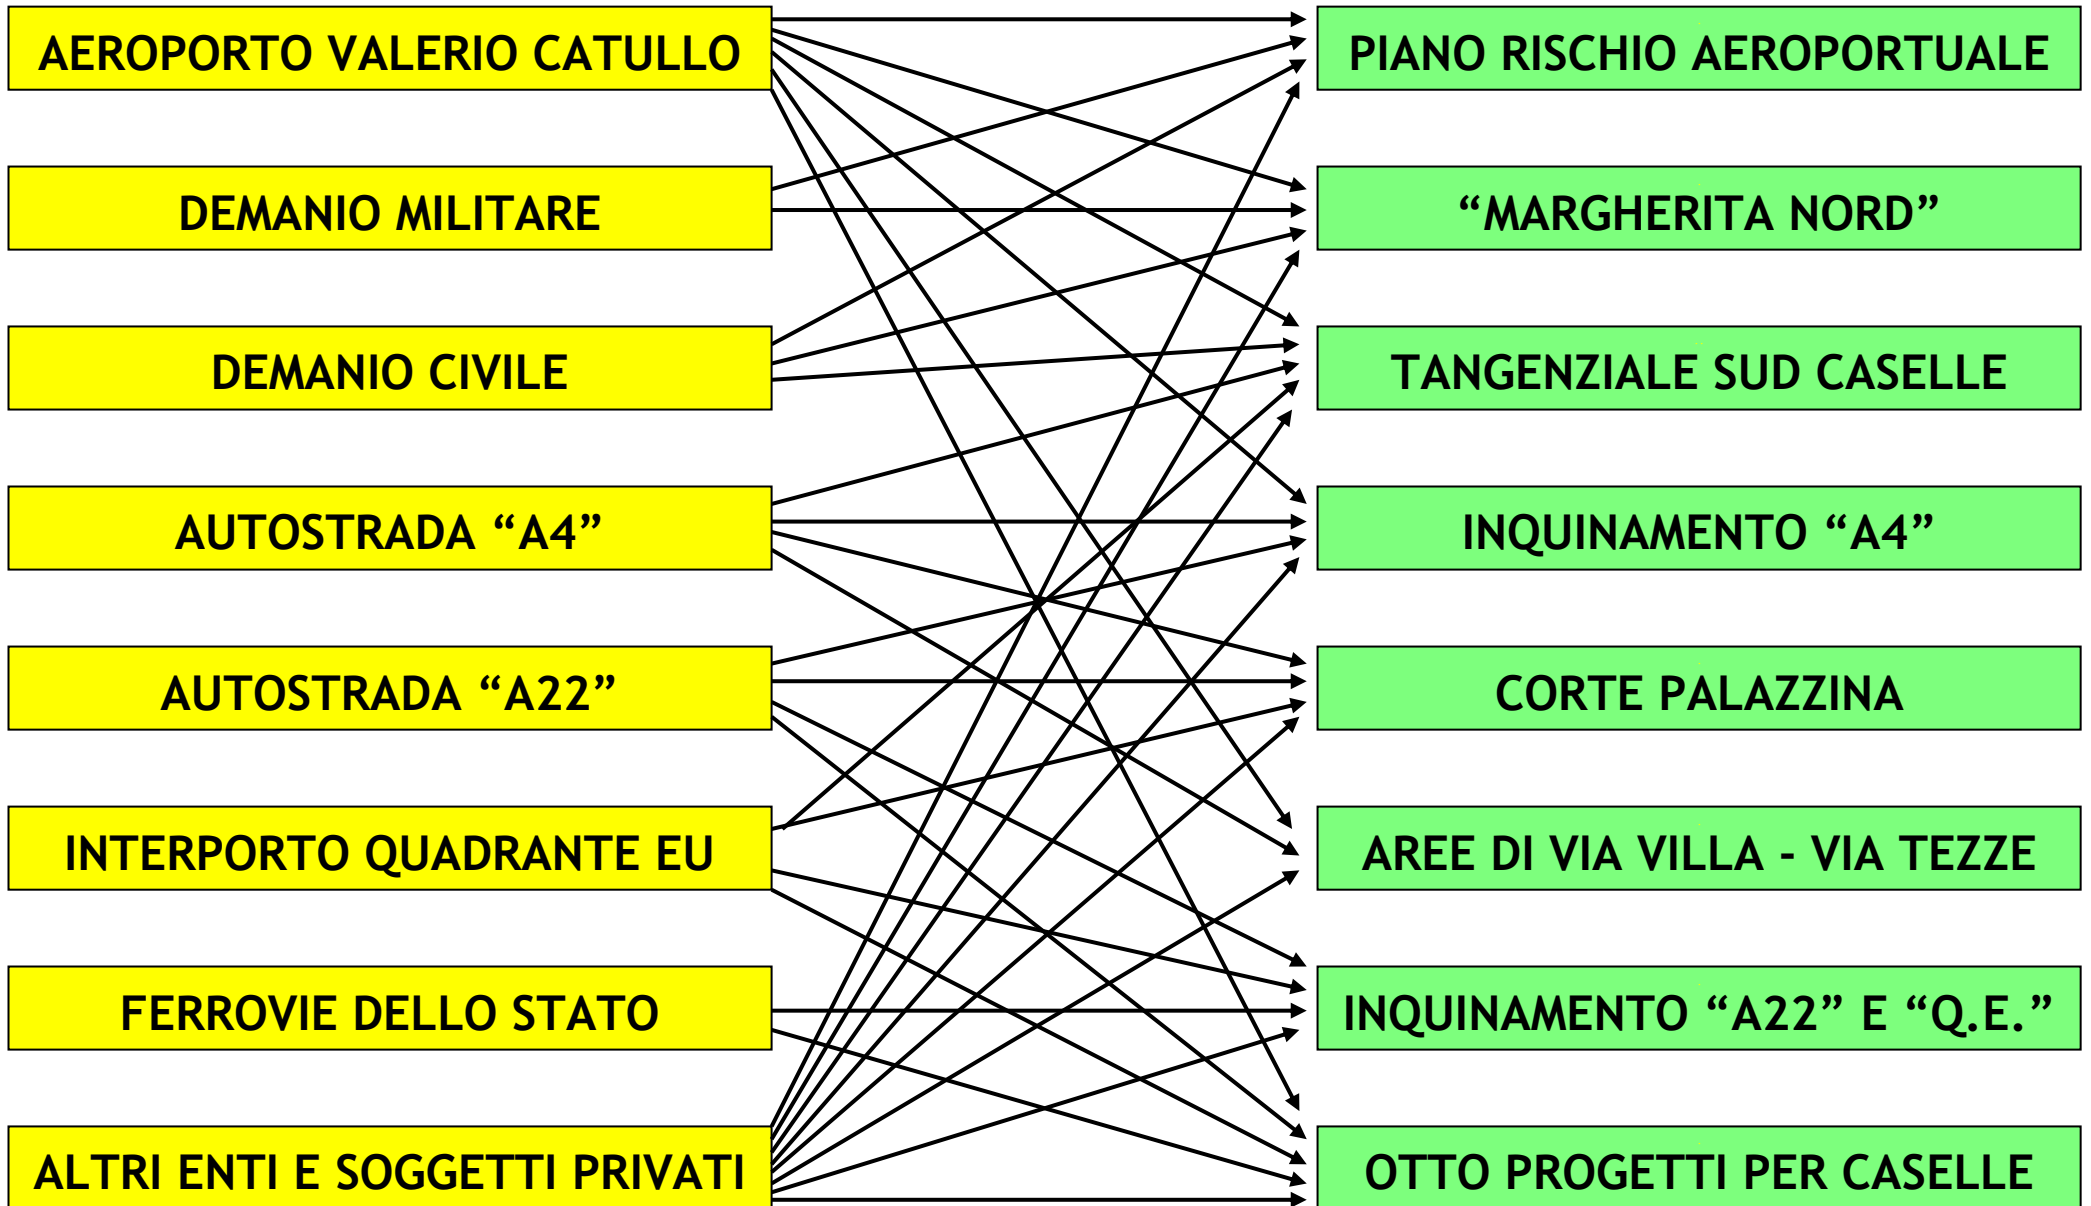 AEROPORTO VALERIO CATULLO
PIANO RISCHIO AEROPORTUALE
DEMANIO MILITARE
“MARGHERITA NORD”
DEMANIO CIVILE
TANGENZIALE SUD CASELLE
AUTOSTRADA “A4”
INQUINAMENTO “A4”
AUTOSTRADA “A22”
CORTE PALAZZINA
INTERPORTO QUADRANTE EU
AREE DI VIA VILLA - VIA TEZZE
FERROVIE DELLO STATO
INQUINAMENTO “A22” E “Q.E.”
ALTRI ENTI E SOGGETTI PRIVATI
OTTO PROGETTI PER CASELLE